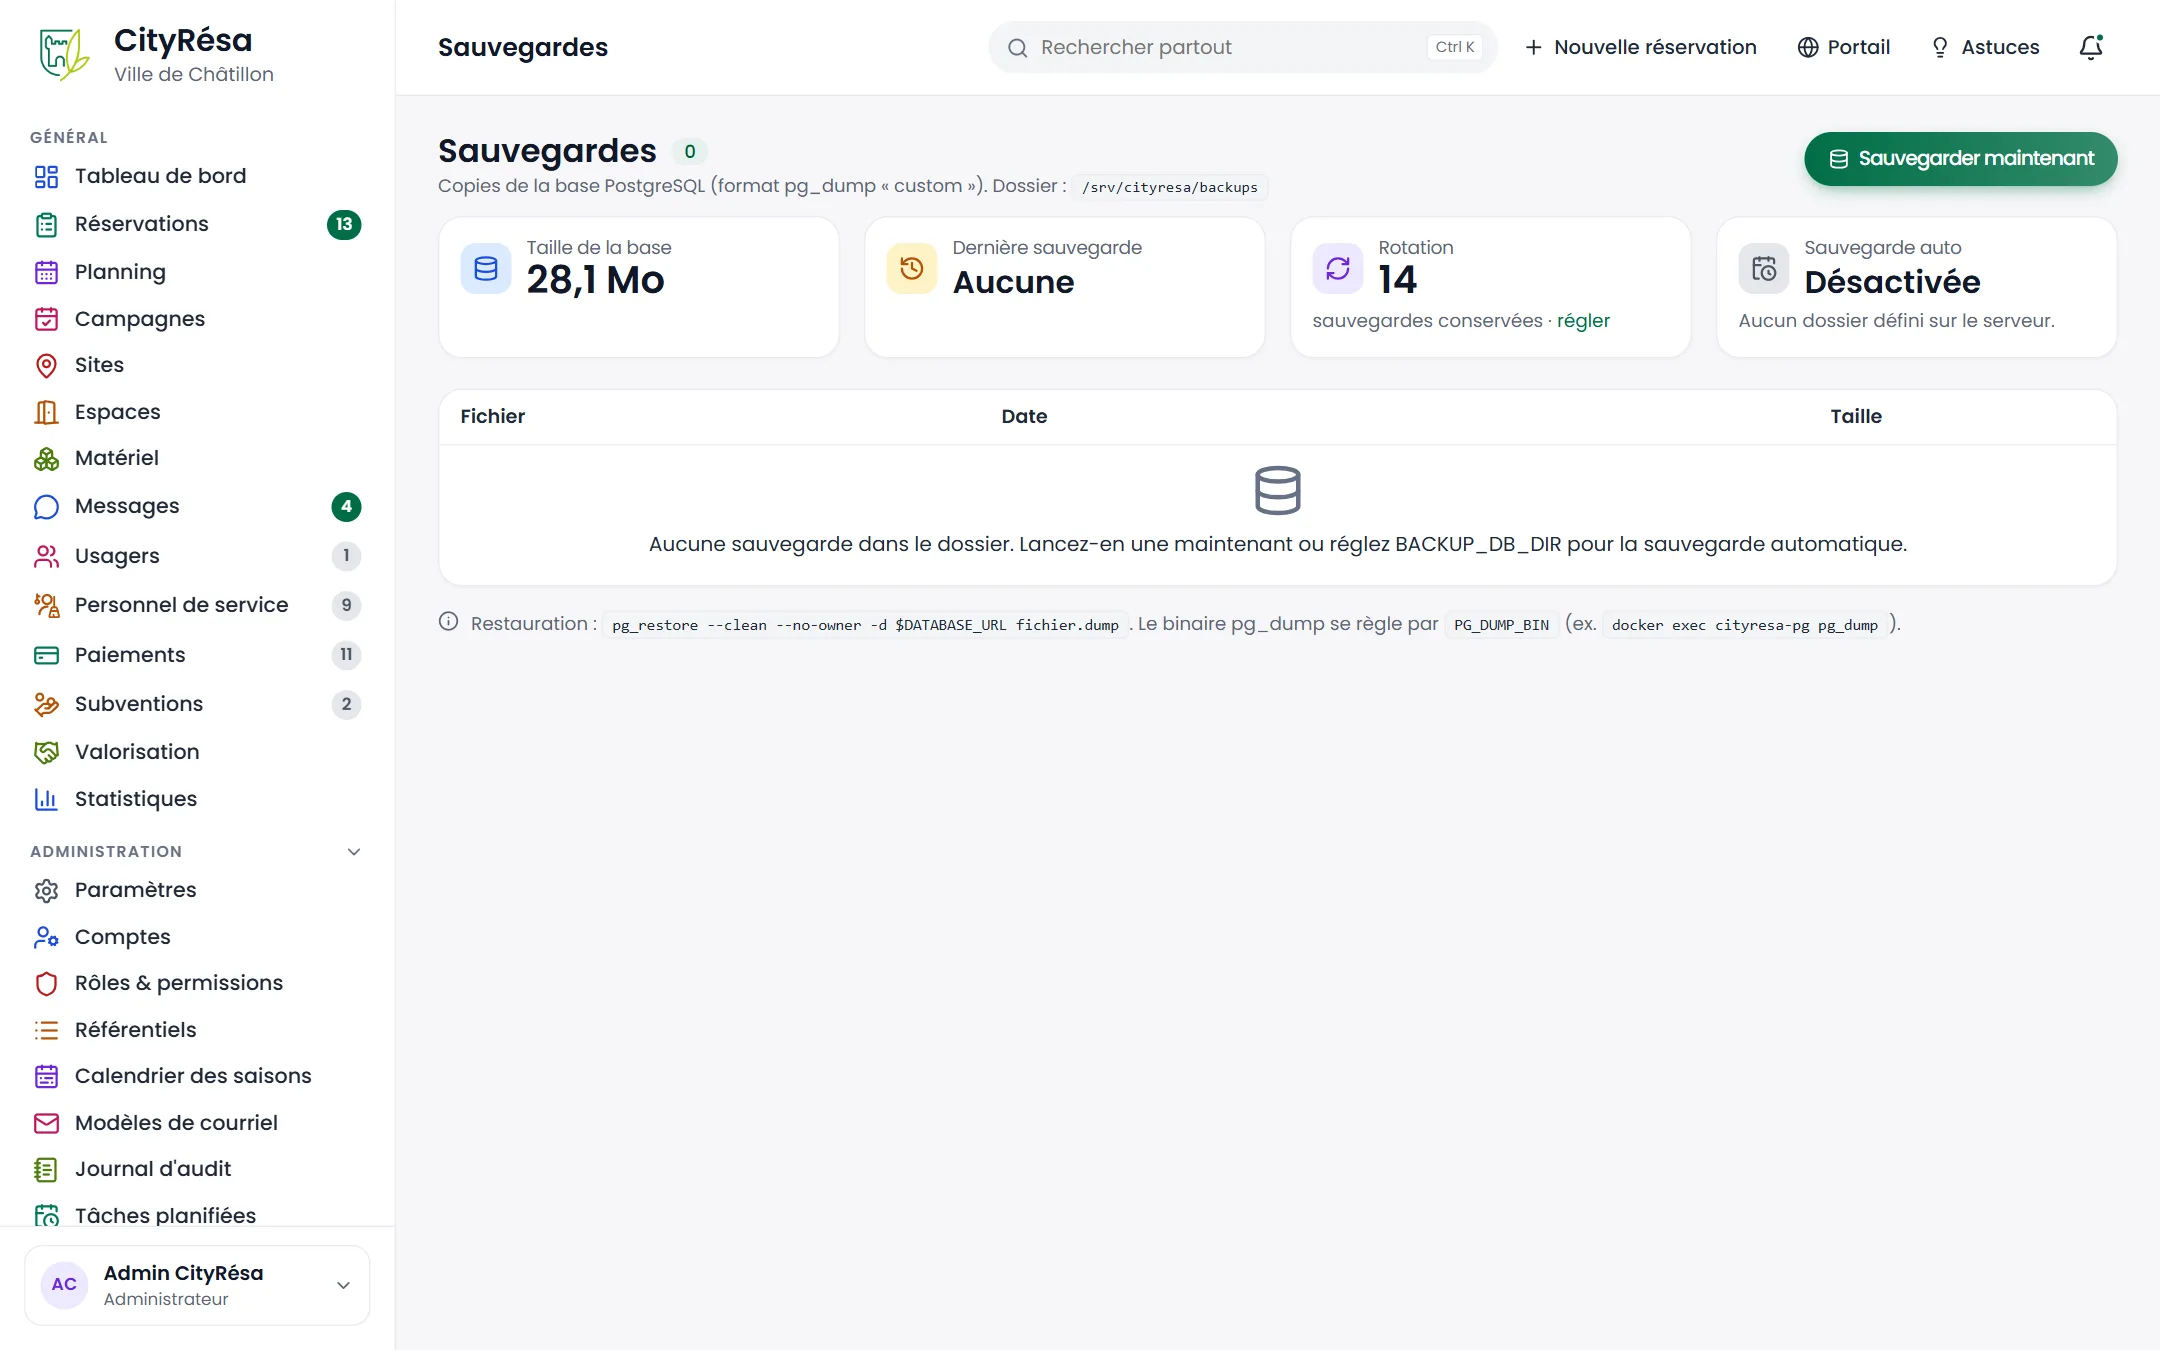 CityRésa
Ville de Châtillon
GÉNÉRAL
Tableau de bord
Réservations 13
Planning
Campagnes
Sites
Espaces
Matériel
Messages 4
Usagers 1
Personnel de service 9
Paiements 11
Subventions 2
Valorisation
Statistiques
ADMINISTRATION
Paramètres
Comptes
Rôles & permissions
Référentiels
Calendrier des saisons
Modèles de courriel
Journal d'audit
Tâches planifiées
AC
Admin CityRésa
Administrateur
Sauvegardes
Rechercher partout Ctrl K
Nouvelle réservation
Portail
Astuces
Sauvegardes 0
Copies de la base PostgreSQL (format pg_dump « custom »). Dossier : /srv/cityresa/backups
Sauvegarder maintenant
Taille de la base
28,1 Mo
Dernière sauvegarde
Aucune
Rotation
14
sauvegardes conservées · régler
Sauvegarde auto
Désactivée
Aucun dossier défini sur le serveur.
Fichier Date Taille
Aucune sauvegarde dans le dossier. Lancez-en une maintenant ou réglez BACKUP_DB_DIR pour la sauvegarde automatique.
Restauration : pg_restore --clean --no-owner -d $DATABASE_URL fichier.dump. Le binaire pg_dump se règle par PG_DUMP_BIN (ex. docker exec cityresa-pg pg_dump).